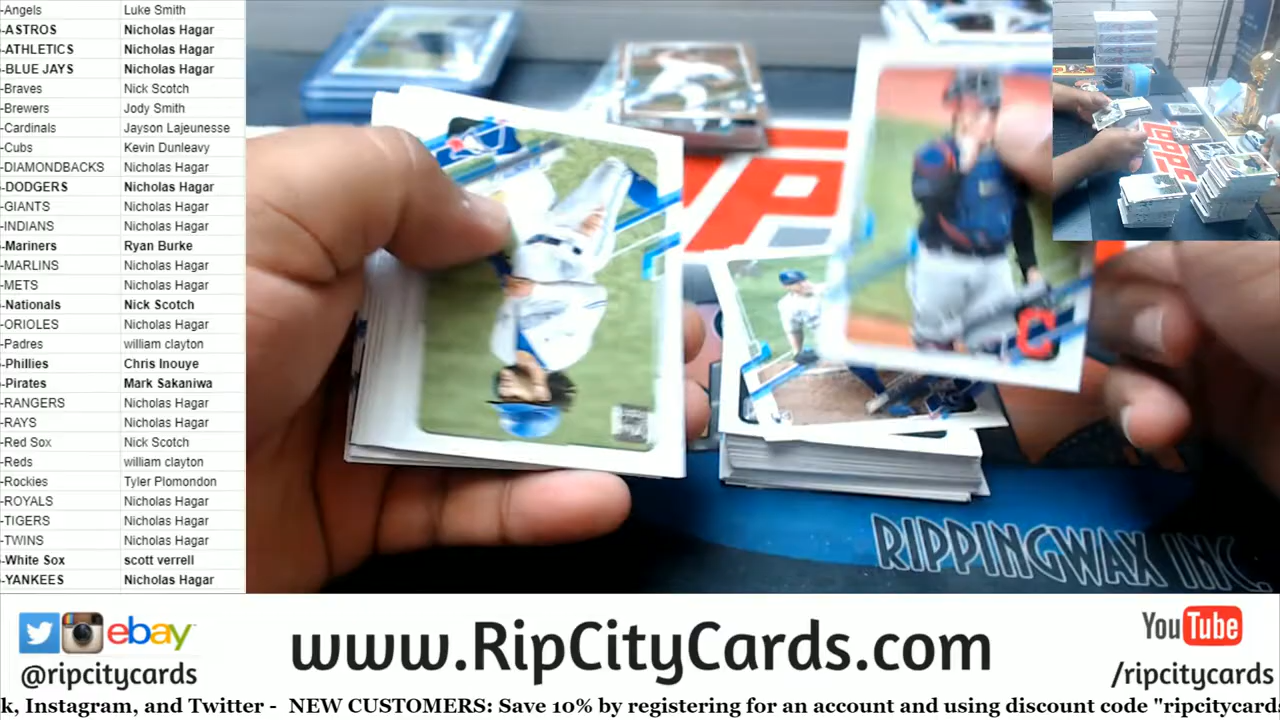 -Angels Luke Smith
-ASTROS Nicholas Hagar
-ATHLETICS Nicholas Hagar
-BLUE JAYS Nicholas Hagar
-Braves Nick Scotch
-Brewers Jody Smith
-Cardinals Jayson Lajeunesse
-Cubs Kevin Dunleavy
-DIAMONDBACKS Nicholas Hagar
-DODGERS Nicholas Hagar
-GIANTS Nicholas Hagar
-INDIANS Nicholas Hagar
-Mariners Ryan Burke
-MARLINS Nicholas Hagar
-METS Nicholas Hagar
-Nationals Nick Scotch
-ORIOLES Nicholas Hagar
-Padres william clayton
-Phillies Chris Inouye
-Pirates Mark Sakaniwa
-RANGERS Nicholas Hagar
-RAYS Nicholas Hagar
-Red Sox Nick Scotch
-Reds william clayton
-Rockies Tyler Plomondon
-ROYALS Nicholas Hagar
-TIGERS Nicholas Hagar
-TWINS Nicholas Hagar
-White Sox scott verrell
-YANKEES Nicholas Hagar
TOPPS
RIPPINGWAX INC.
ebay
@ripcitycards
www.RipCityCards.com
YouTube
/ripcitycards
k, Instagram, and Twitter - NEW CUSTOMERS: Save 10% by registering for an account and using discount code "ripcitycard